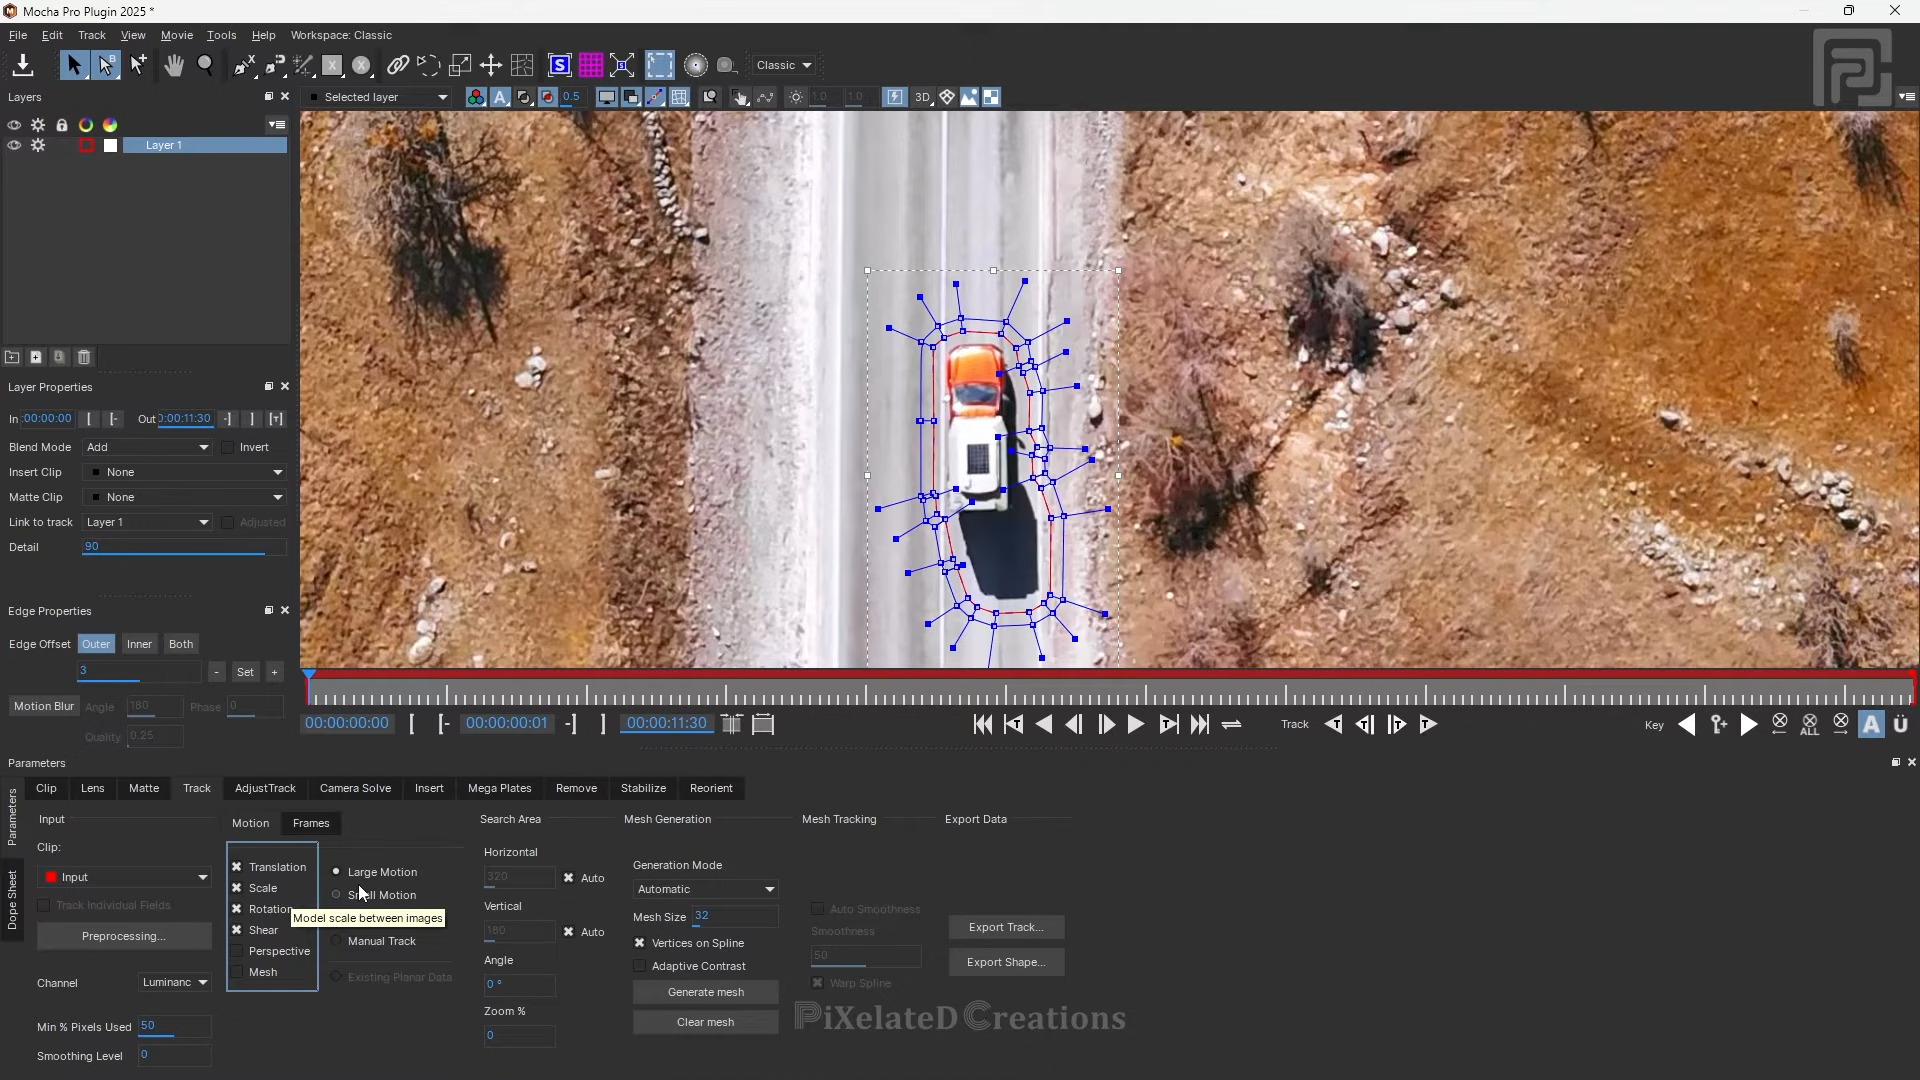 Mocha Pro Plugin 2025 *
File Edit Track View Movie Tools Help Workspace: Classic
Classic
Layers
Selected layer
0.5
1.0
1.0
3D
Layer 1
Layer Properties
In :00:00:00
Out 0:00:11:30
Blend Mode Add Invert
Insert Clip None
Matte Clip None
Link to track Layer 1 Adjusted
Detail 90
Edge Properties
Edge Offset Outer Inner Both
3 - Set +
Motion Blur Angle 180 Phase 0
Quality 0.25
00:00:00:00 00:00:00:01 00:00:11:30
Track
Key
ALL
Parameters
Parameters
Dope Sheet
Clip Lens Matte Track AdjustTrack Camera Solve Insert Mega Plates Remove Stabilize Reorient
Input
Clip:
Input
Track Individual Fields
Preprocessing...
Channel Luminanc
Min % Pixels Used 50
Smoothing Level 0
Motion Frames
Translation
Scale
Rotation
Shear
Perspective
Mesh
Large Motion
Small Motion
Model scale between images
Manual Track
Existing Planar Data
Search Area
Horizontal
320 Auto
Vertical
180 Auto
Angle
0 °
Zoom %
0
Mesh Generation
Generation Mode
Automatic
Mesh Size 32
Vertices on Spline
Adaptive Contrast
Generate mesh
Clear mesh
Mesh Tracking
Auto Smoothness
Smoothness
50
Warp Spline
Export Data
Export Track...
Export Shape...
PiXelateD Creations